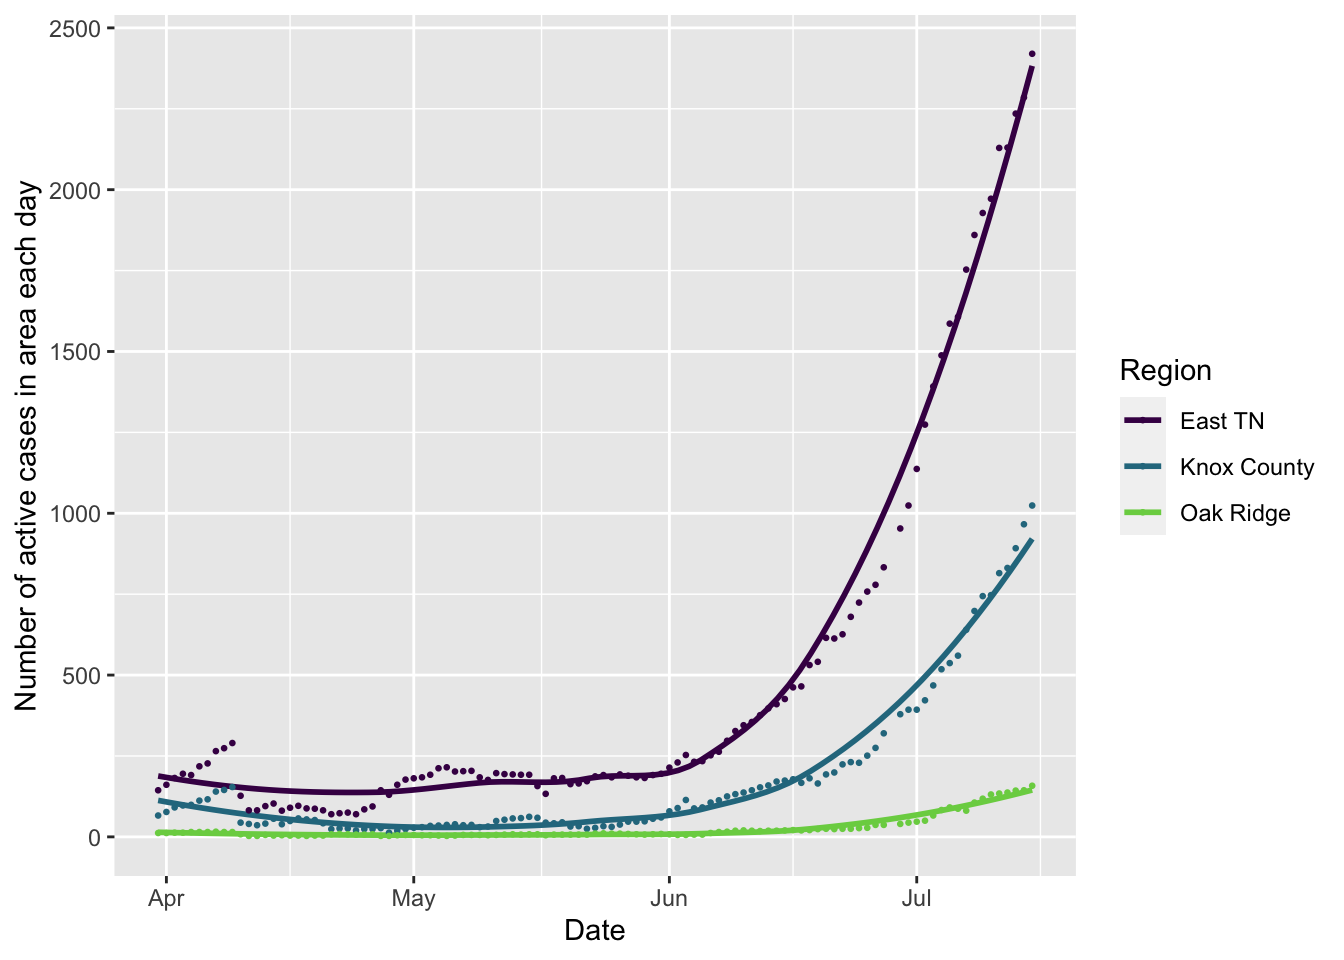 2500
2000
1500
1000
500
0
Number of active cases in area each day
Apr
May
Jun
Jul
Date
Region
East TN
Knox County
Oak Ridge